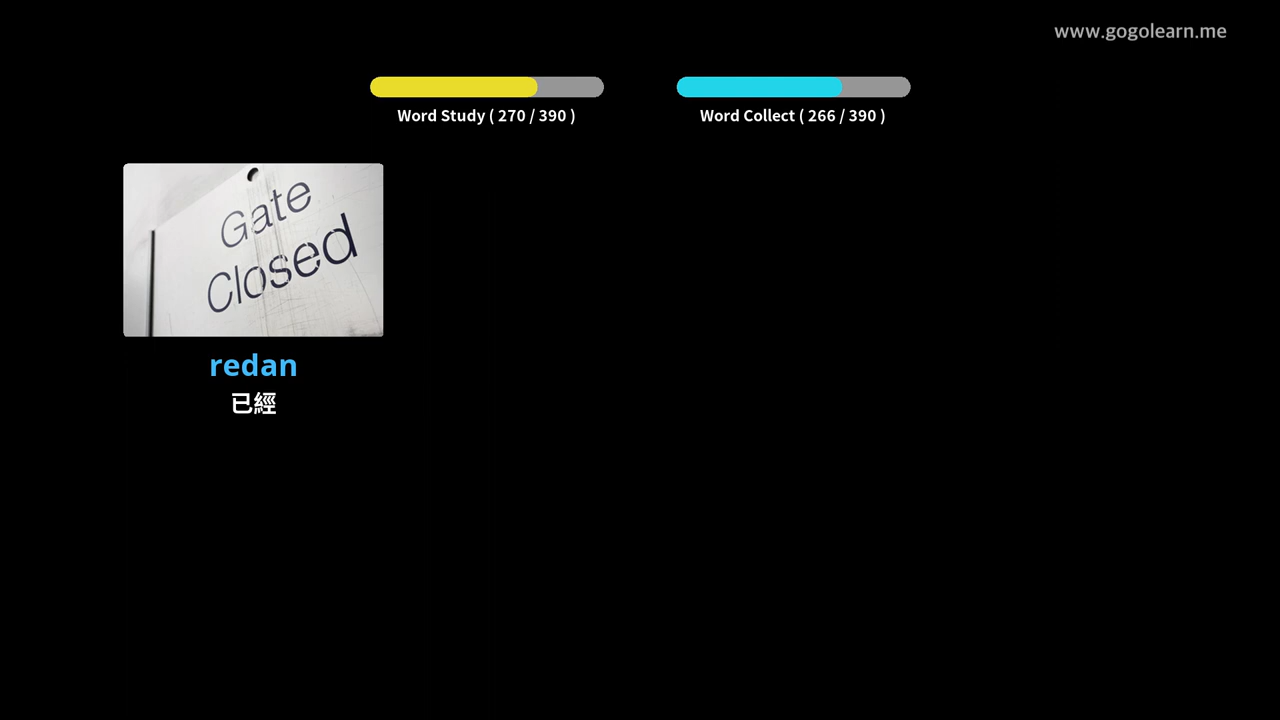 www.gogolearn.me
Word Study ( 270 / 390 )
Word Collect ( 266 / 390 )
Gate
Closed
redan
已經